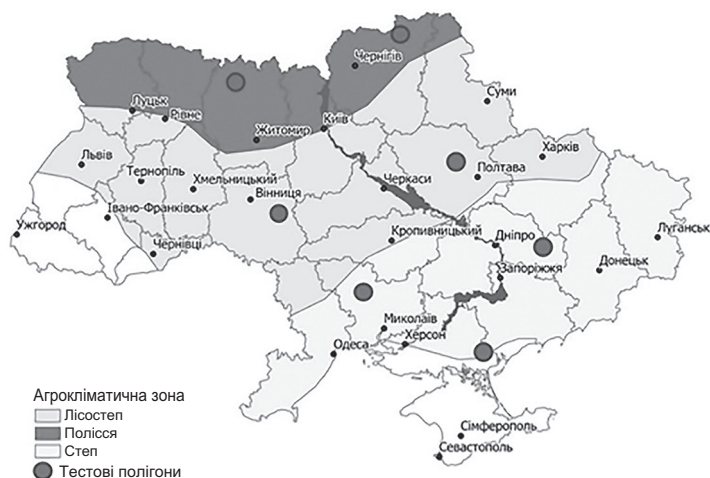 Чернігів
Суми
Луцьк
Рівне
Київ
Житомир
Львів
Харків
Тернопіль
Хмельницький
Полтава
Черкаси
Вінниця
Івано-Франківськ
Ужгород
Луганськ
Кропивницький
Дніпро
Чернівці
Донецьк
Запоріжжя
Миколаїв
Херсон
Одеса
Агрокліматична зона
Лісостеп
Полісся
Степ
Тестові полігони
Сімферополь
Севастополь